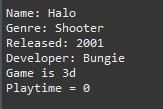 Name: Halo
Genre: Shooter
Released: 2001
Developer: Bungie
Game is 3d
Playtime = 0